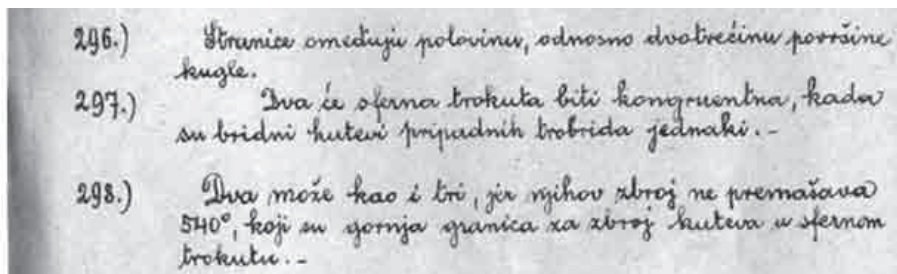 296.) Stranice omeđuju polovinu, odnosno dvotrećinu površine
kugle.
297.) Dva će sferna trokuta biti kongruentna, kada
su bridni kutevi pripadnih trobrida jednaki. -
298.) Dva može kao i tri, jer njihov zbroj ne premašava
540°, koji su gornja granica za zbroj kuteva u sfernom
trokutu. -